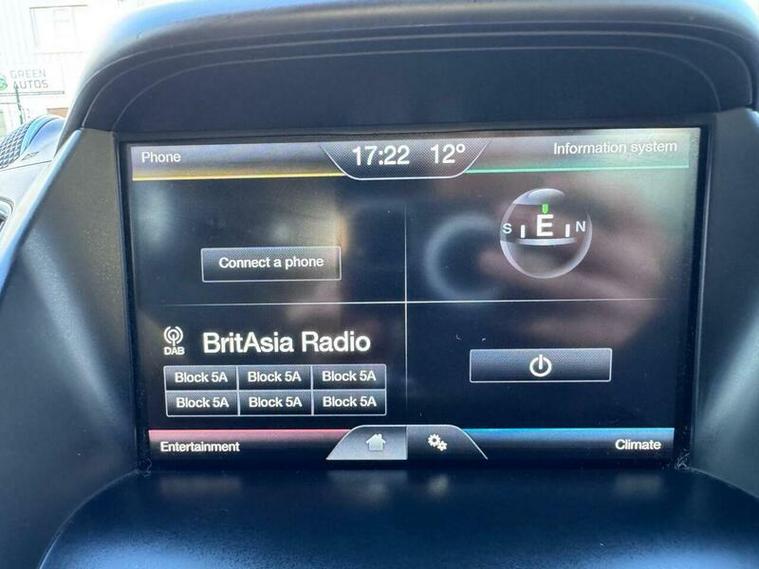 GREEN
AUTOS
Phone
17:22 12°
Information system
S E N
Connect a phone
DAB
BritAsia Radio
Block 5A Block 5A Block 5A
Block 5A Block 5A Block 5A
Entertainment
Climate